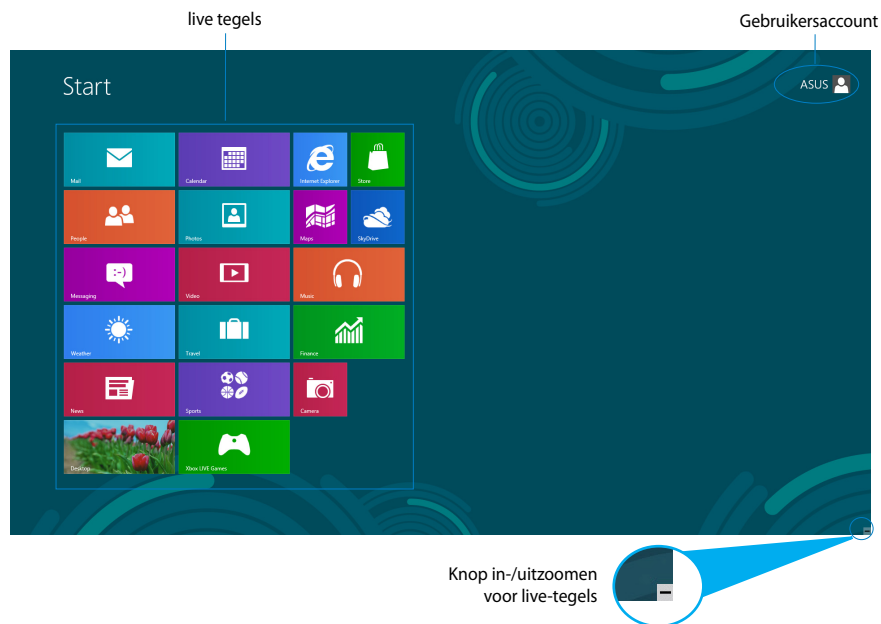 live tegels
Gebruikersaccount
Start
ASUS
Mail
Calendar
Internet Explorer
Store
People
Photos
Maps
SkyDrive
:-)
Messaging
Video
Music
Weather
Travel
Finance
News
Sports
Camera
Desktop
Xbox LIVE Games
Knop in-/uitzoomen
voor live-tegels